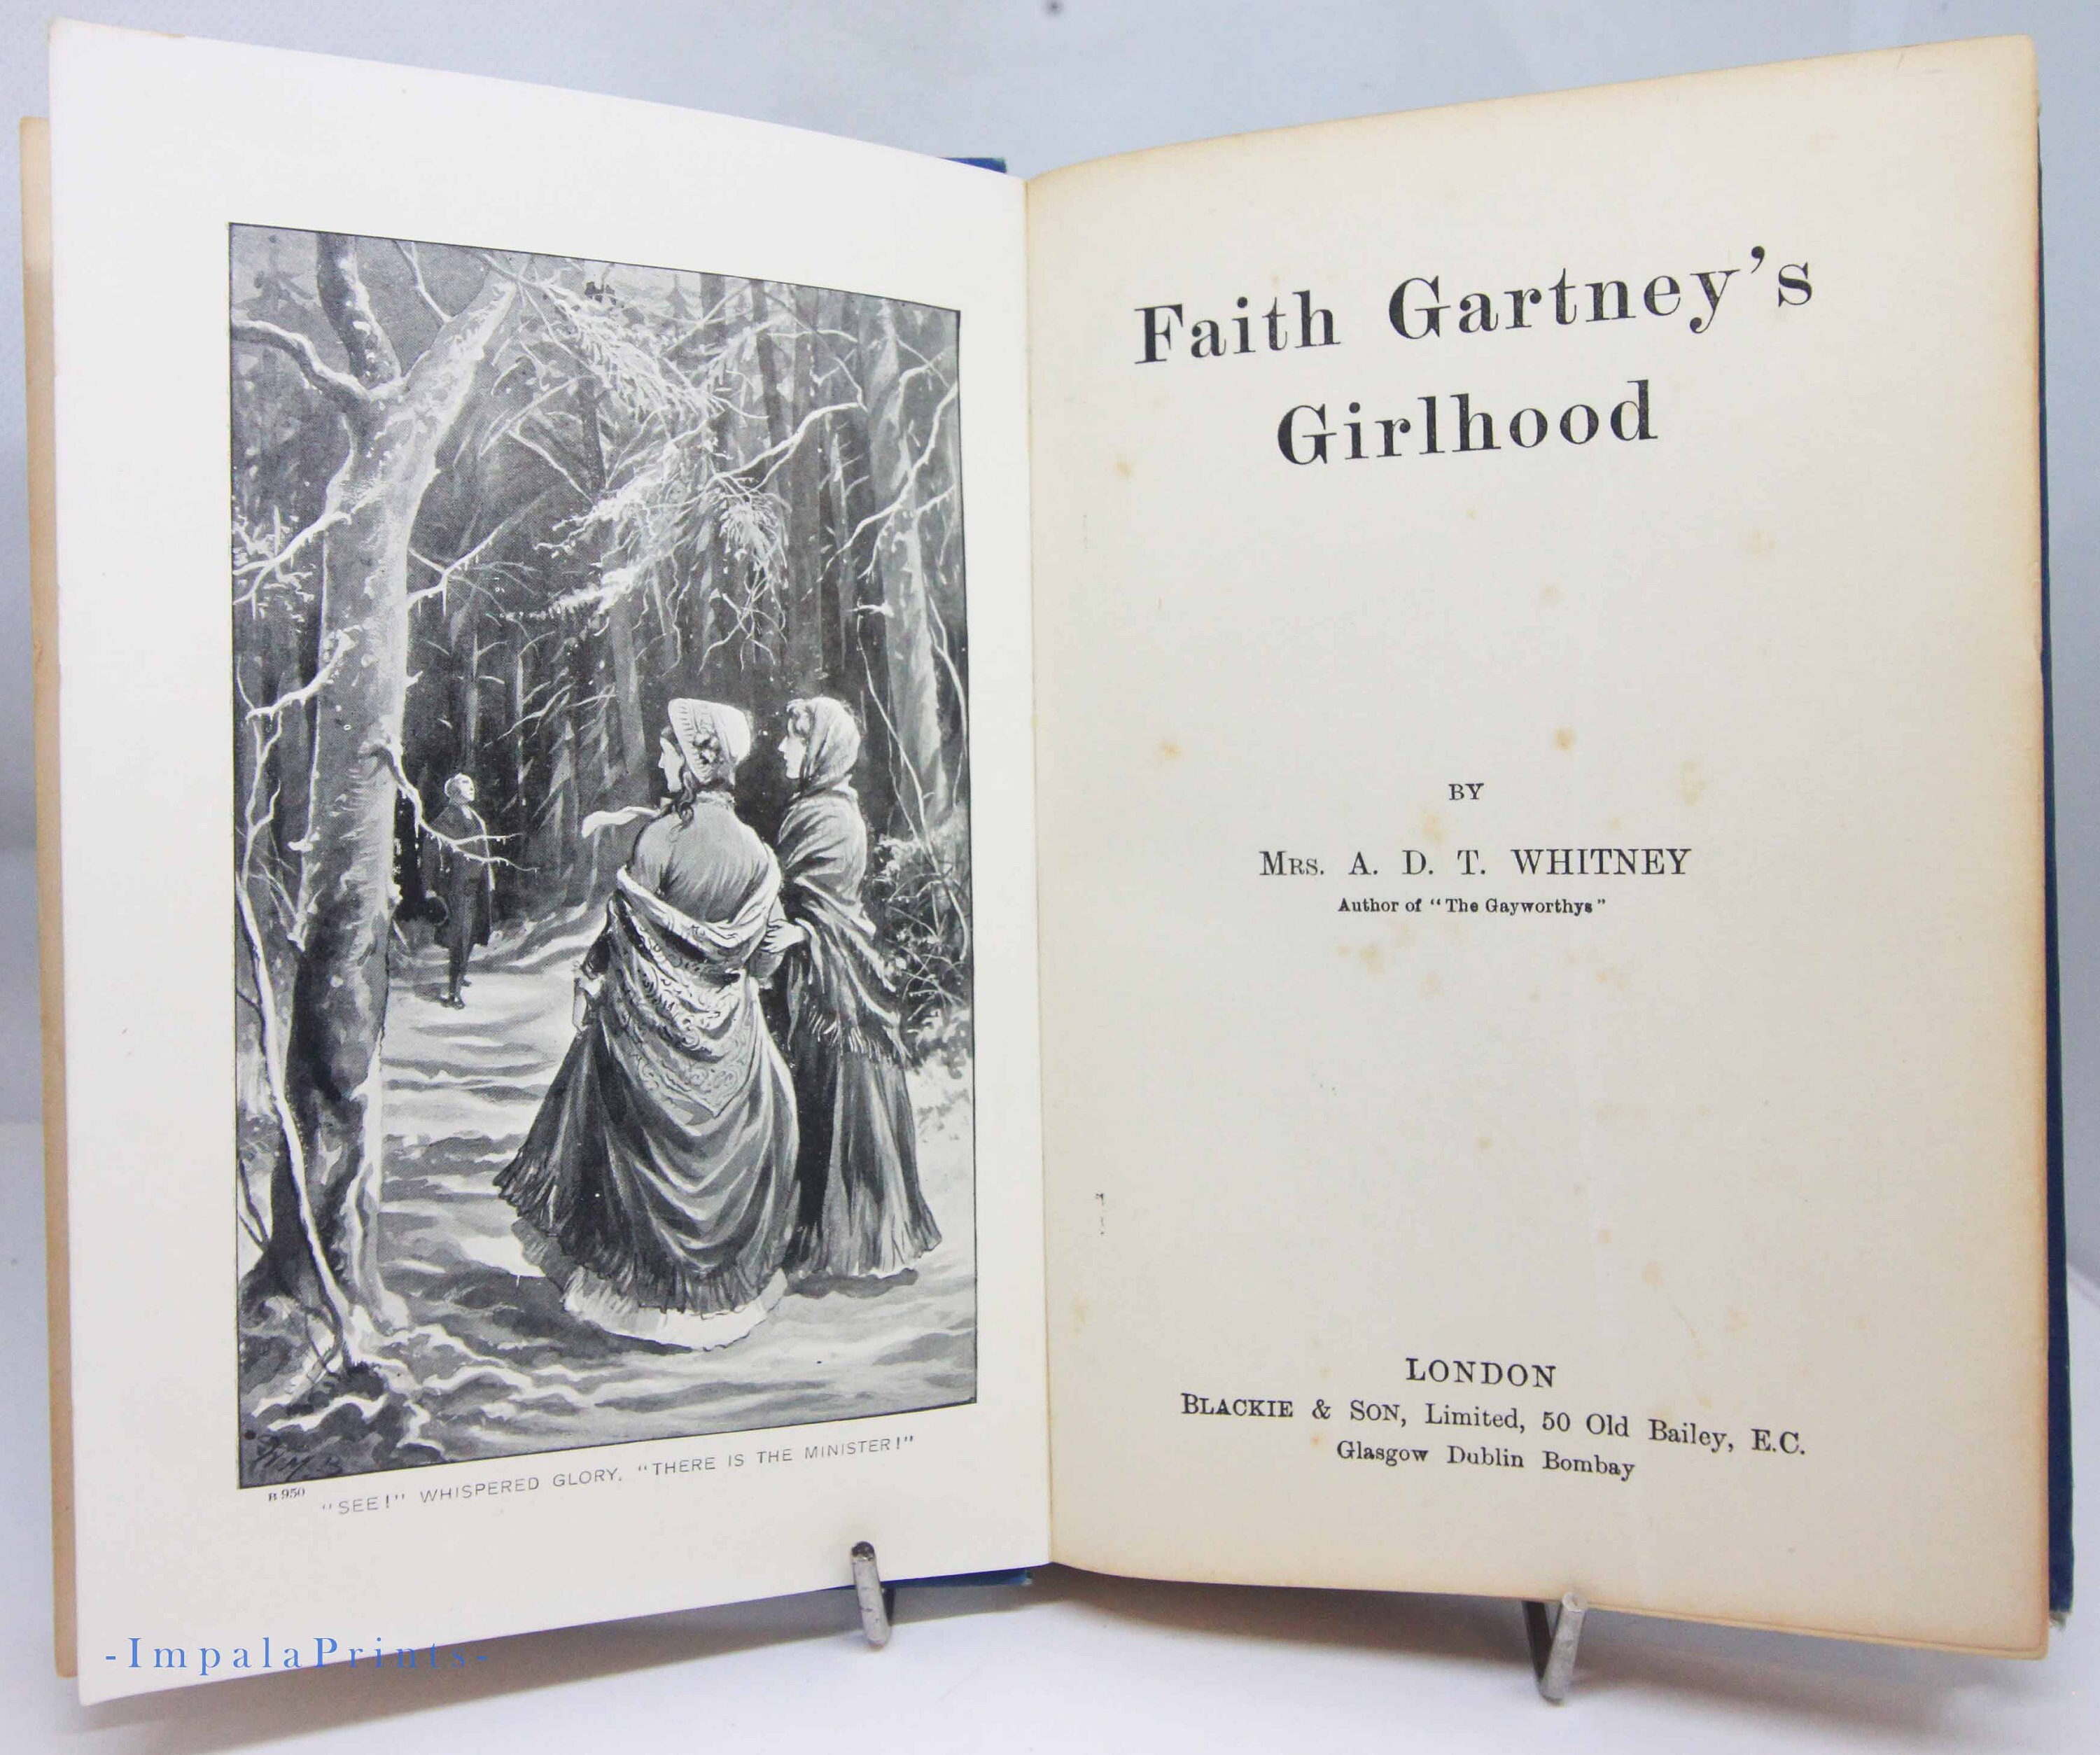 B 950
"SEE!" WHISPERED GLORY. "THERE IS THE MINISTER!"
Faith Gartney's
Girlhood
BY
MRS. A. D. T. WHITNEY
Author of "The Gayworthys"
LONDON
BLACKIE & SON, Limited, 50 Old Bailey, E.C.
Glasgow Dublin Bombay
-ImpalaPrints-